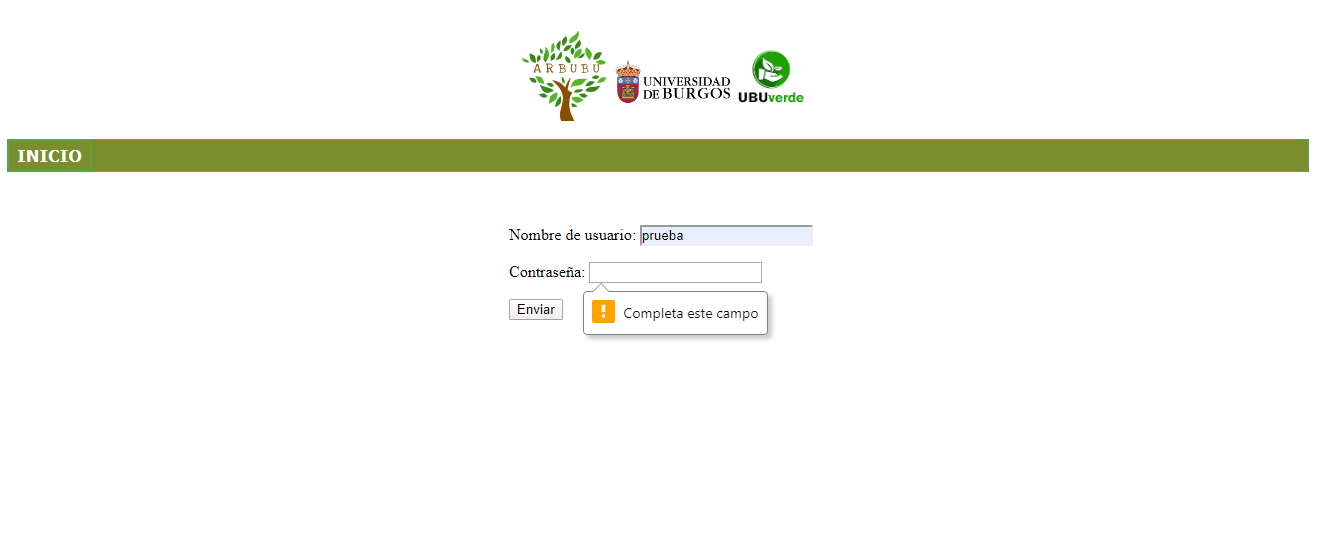 ARBUBU
UNIVERSIDAD
DE BURGOS
UBUverde
INICIO
Nombre de usuario: prueba
Contraseña:
Enviar
Completa este campo